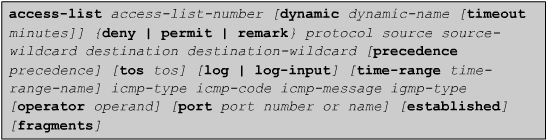 access-list access-list-number [dynamic dynamic-name [timeout
minutes]] {deny | permit | remark} protocol source source-
wildcard destination destination-wildcard [precedence
precedence] [tos tos] [log | log-input] [time-range time-
range-name] icmp-type icmp-code icmp-message igmp-type
[operator operand] [port port number or name] [established]
[fragments]